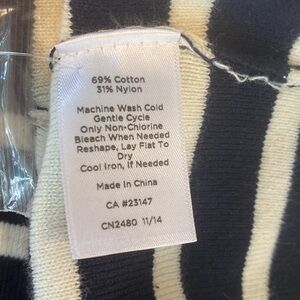 69% Cotton
31% Nylon
Machine Wash Cold
Gentle Cycle
Only Non-Chlorine
Bleach When Needed
Reshape, Lay Flat To
Dry
Cool Iron, If Needed
Made In China
CA #23147
CN2480 11/14